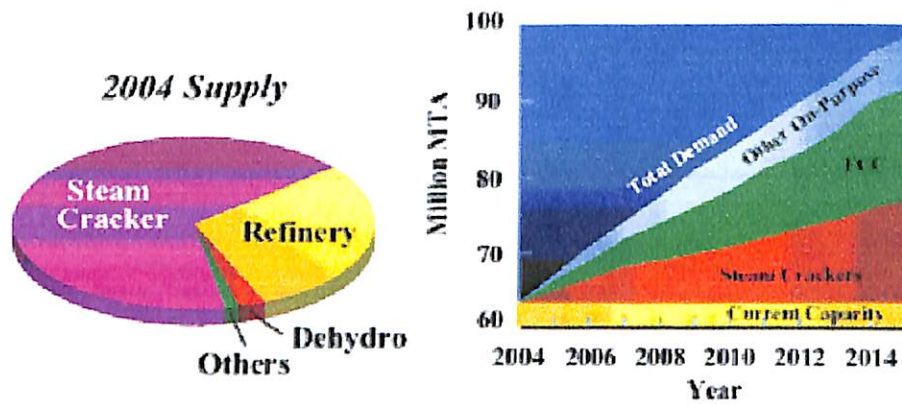 2004 Supply
Steam
Cracker
Refinery
Dehydro
Others
Million MTA
100
90
80
70
60
Total Demand
Other On-Purpose
FCC
Steam Crackers
Current Capacity
2004 2006 2008 2010 2012 2014
Year